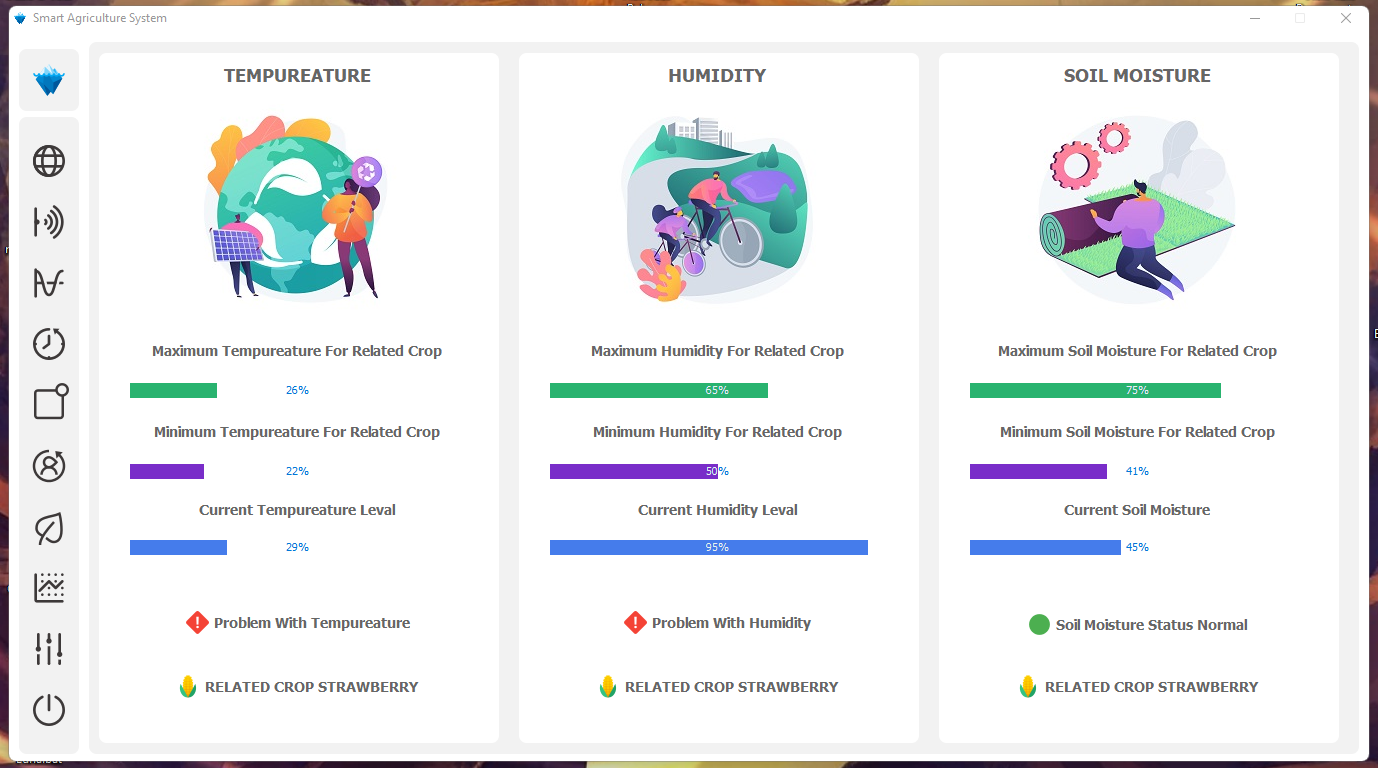 Smart Agriculture System
TEMPUREATURE
Maximum Tempureature For Related Crop
26%
Minimum Tempureature For Related Crop
22%
Current Tempureature Leval
29%
Problem With Tempureature
RELATED CROP STRAWBERRY
HUMIDITY
Maximum Humidity For Related Crop
65%
Minimum Humidity For Related Crop
50%
Current Humidity Leval
95%
Problem With Humidity
RELATED CROP STRAWBERRY
SOIL MOISTURE
Maximum Soil Moisture For Related Crop
75%
Minimum Soil Moisture For Related Crop
41%
Current Soil Moisture
45%
Soil Moisture Status Normal
RELATED CROP STRAWBERRY